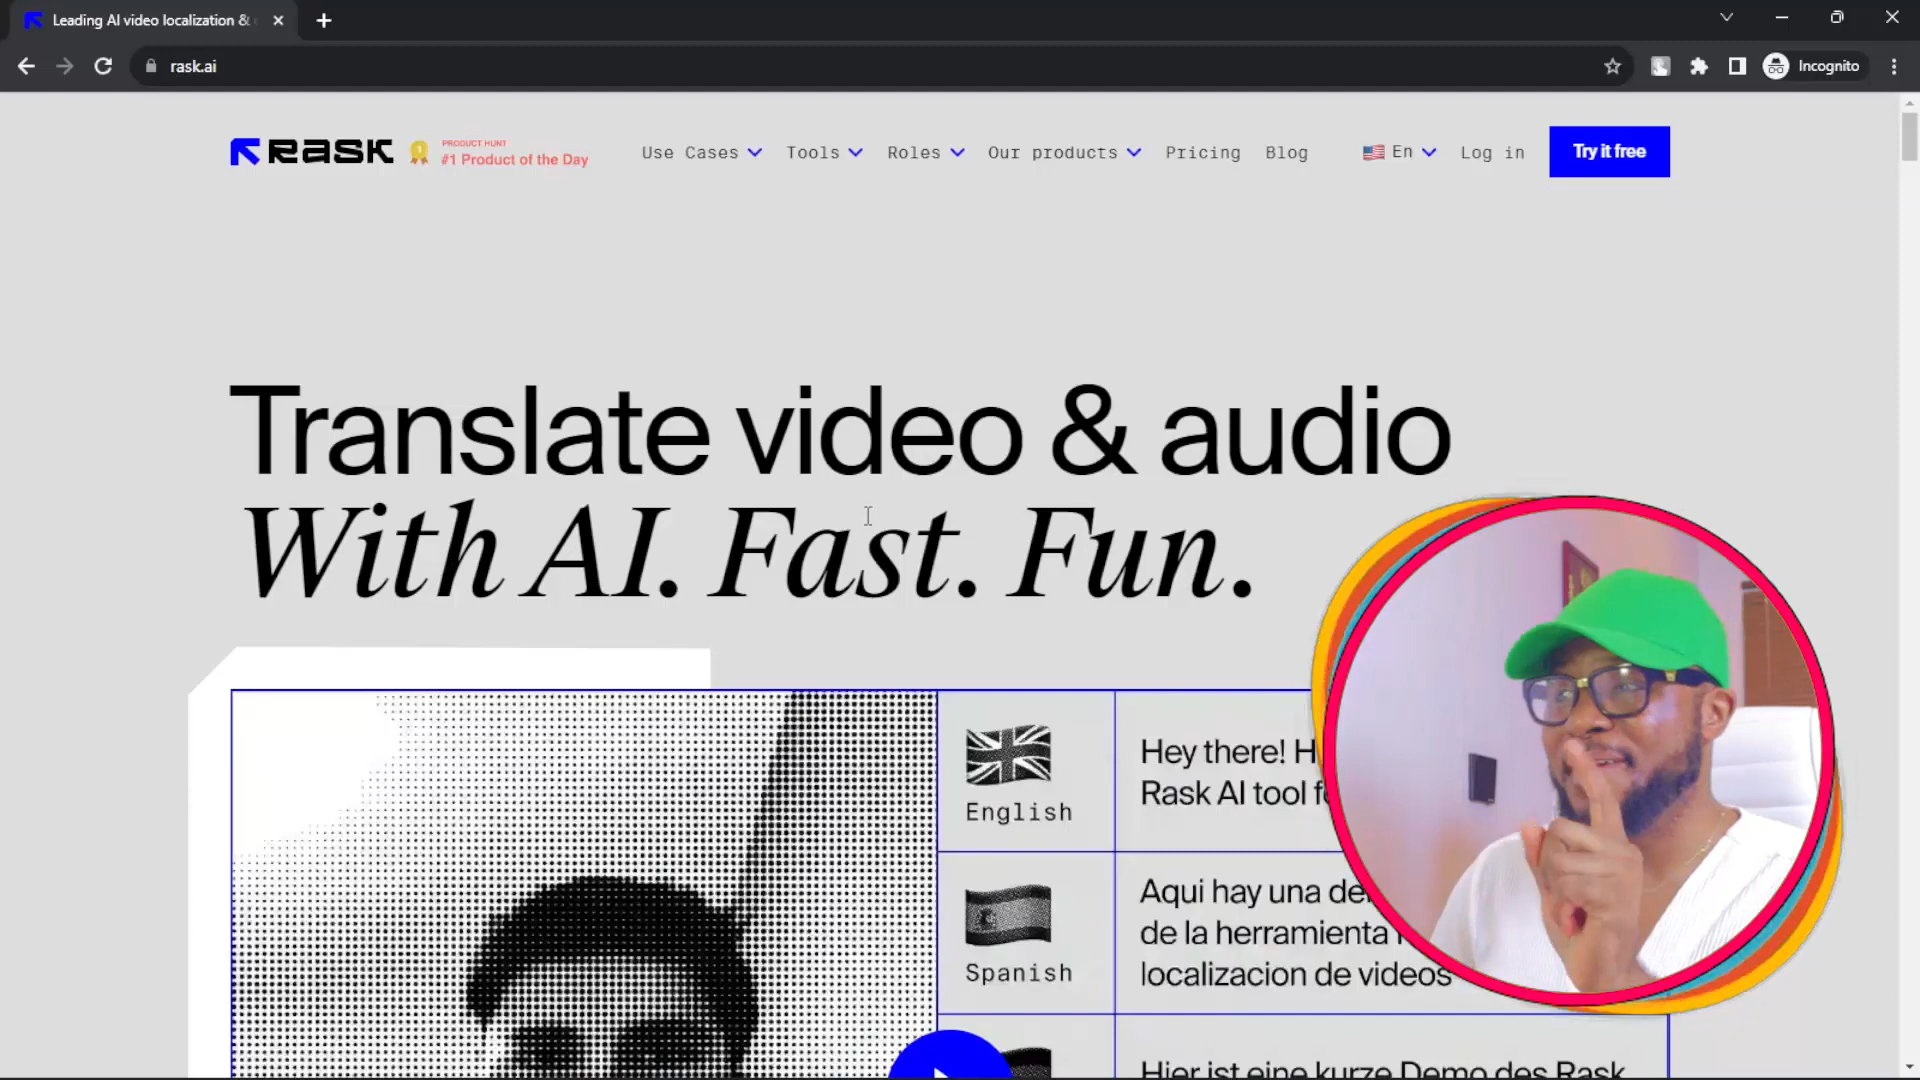 Leading AI video localization &
rask.ai
Incognito
Rask
PRODUCT HUNT
#1 Product of the Day
Use Cases
Tools
Roles
Our products
Pricing
Blog
En
Log in
Try it free
Translate video & audio
With AI. Fast. Fun.
English
Hey there! H
Rask AI tool f
Spanish
Aqui hay una de
de la herramienta
localizacion de videos
Hier ist eine kurze Demo des Rask